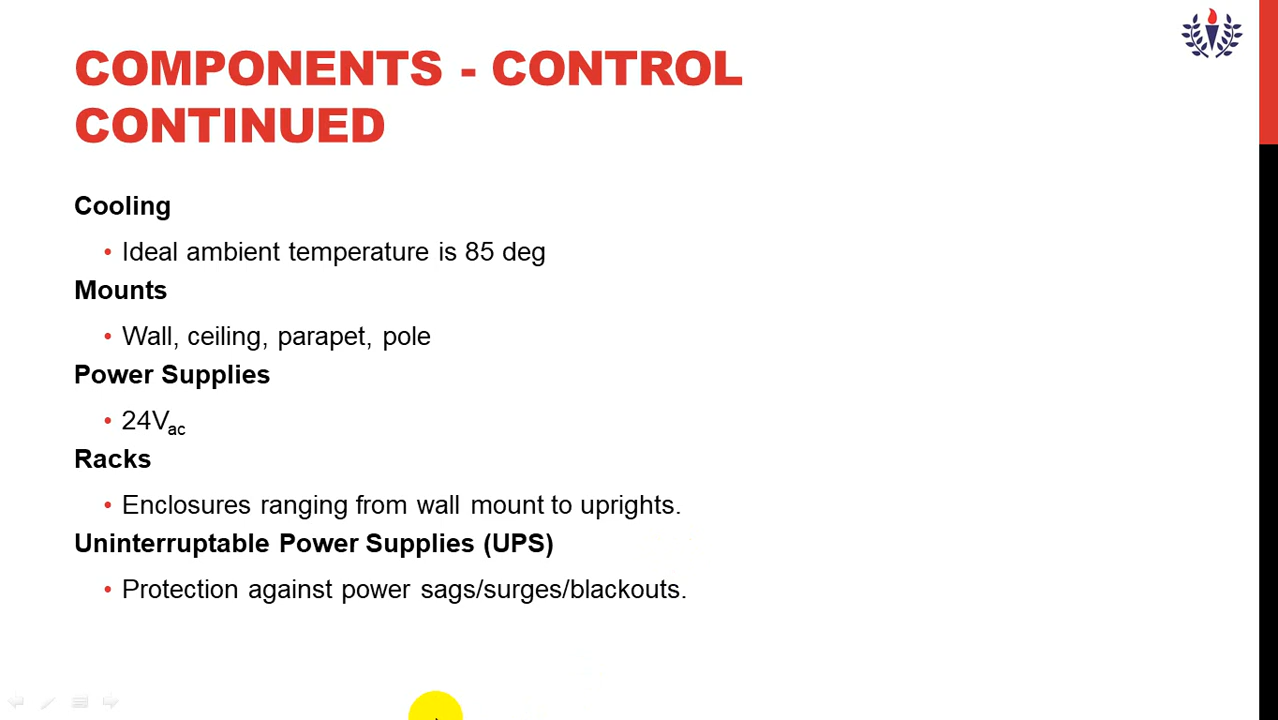 COMPONENTS - CONTROL
CONTINUED
Cooling
• Ideal ambient temperature is 85 deg
Mounts
• Wall, ceiling, parapet, pole
Power Supplies
• 24Vac
Racks
• Enclosures ranging from wall mount to uprights.
Uninterruptable Power Supplies (UPS)
• Protection against power sags/surges/blackouts.